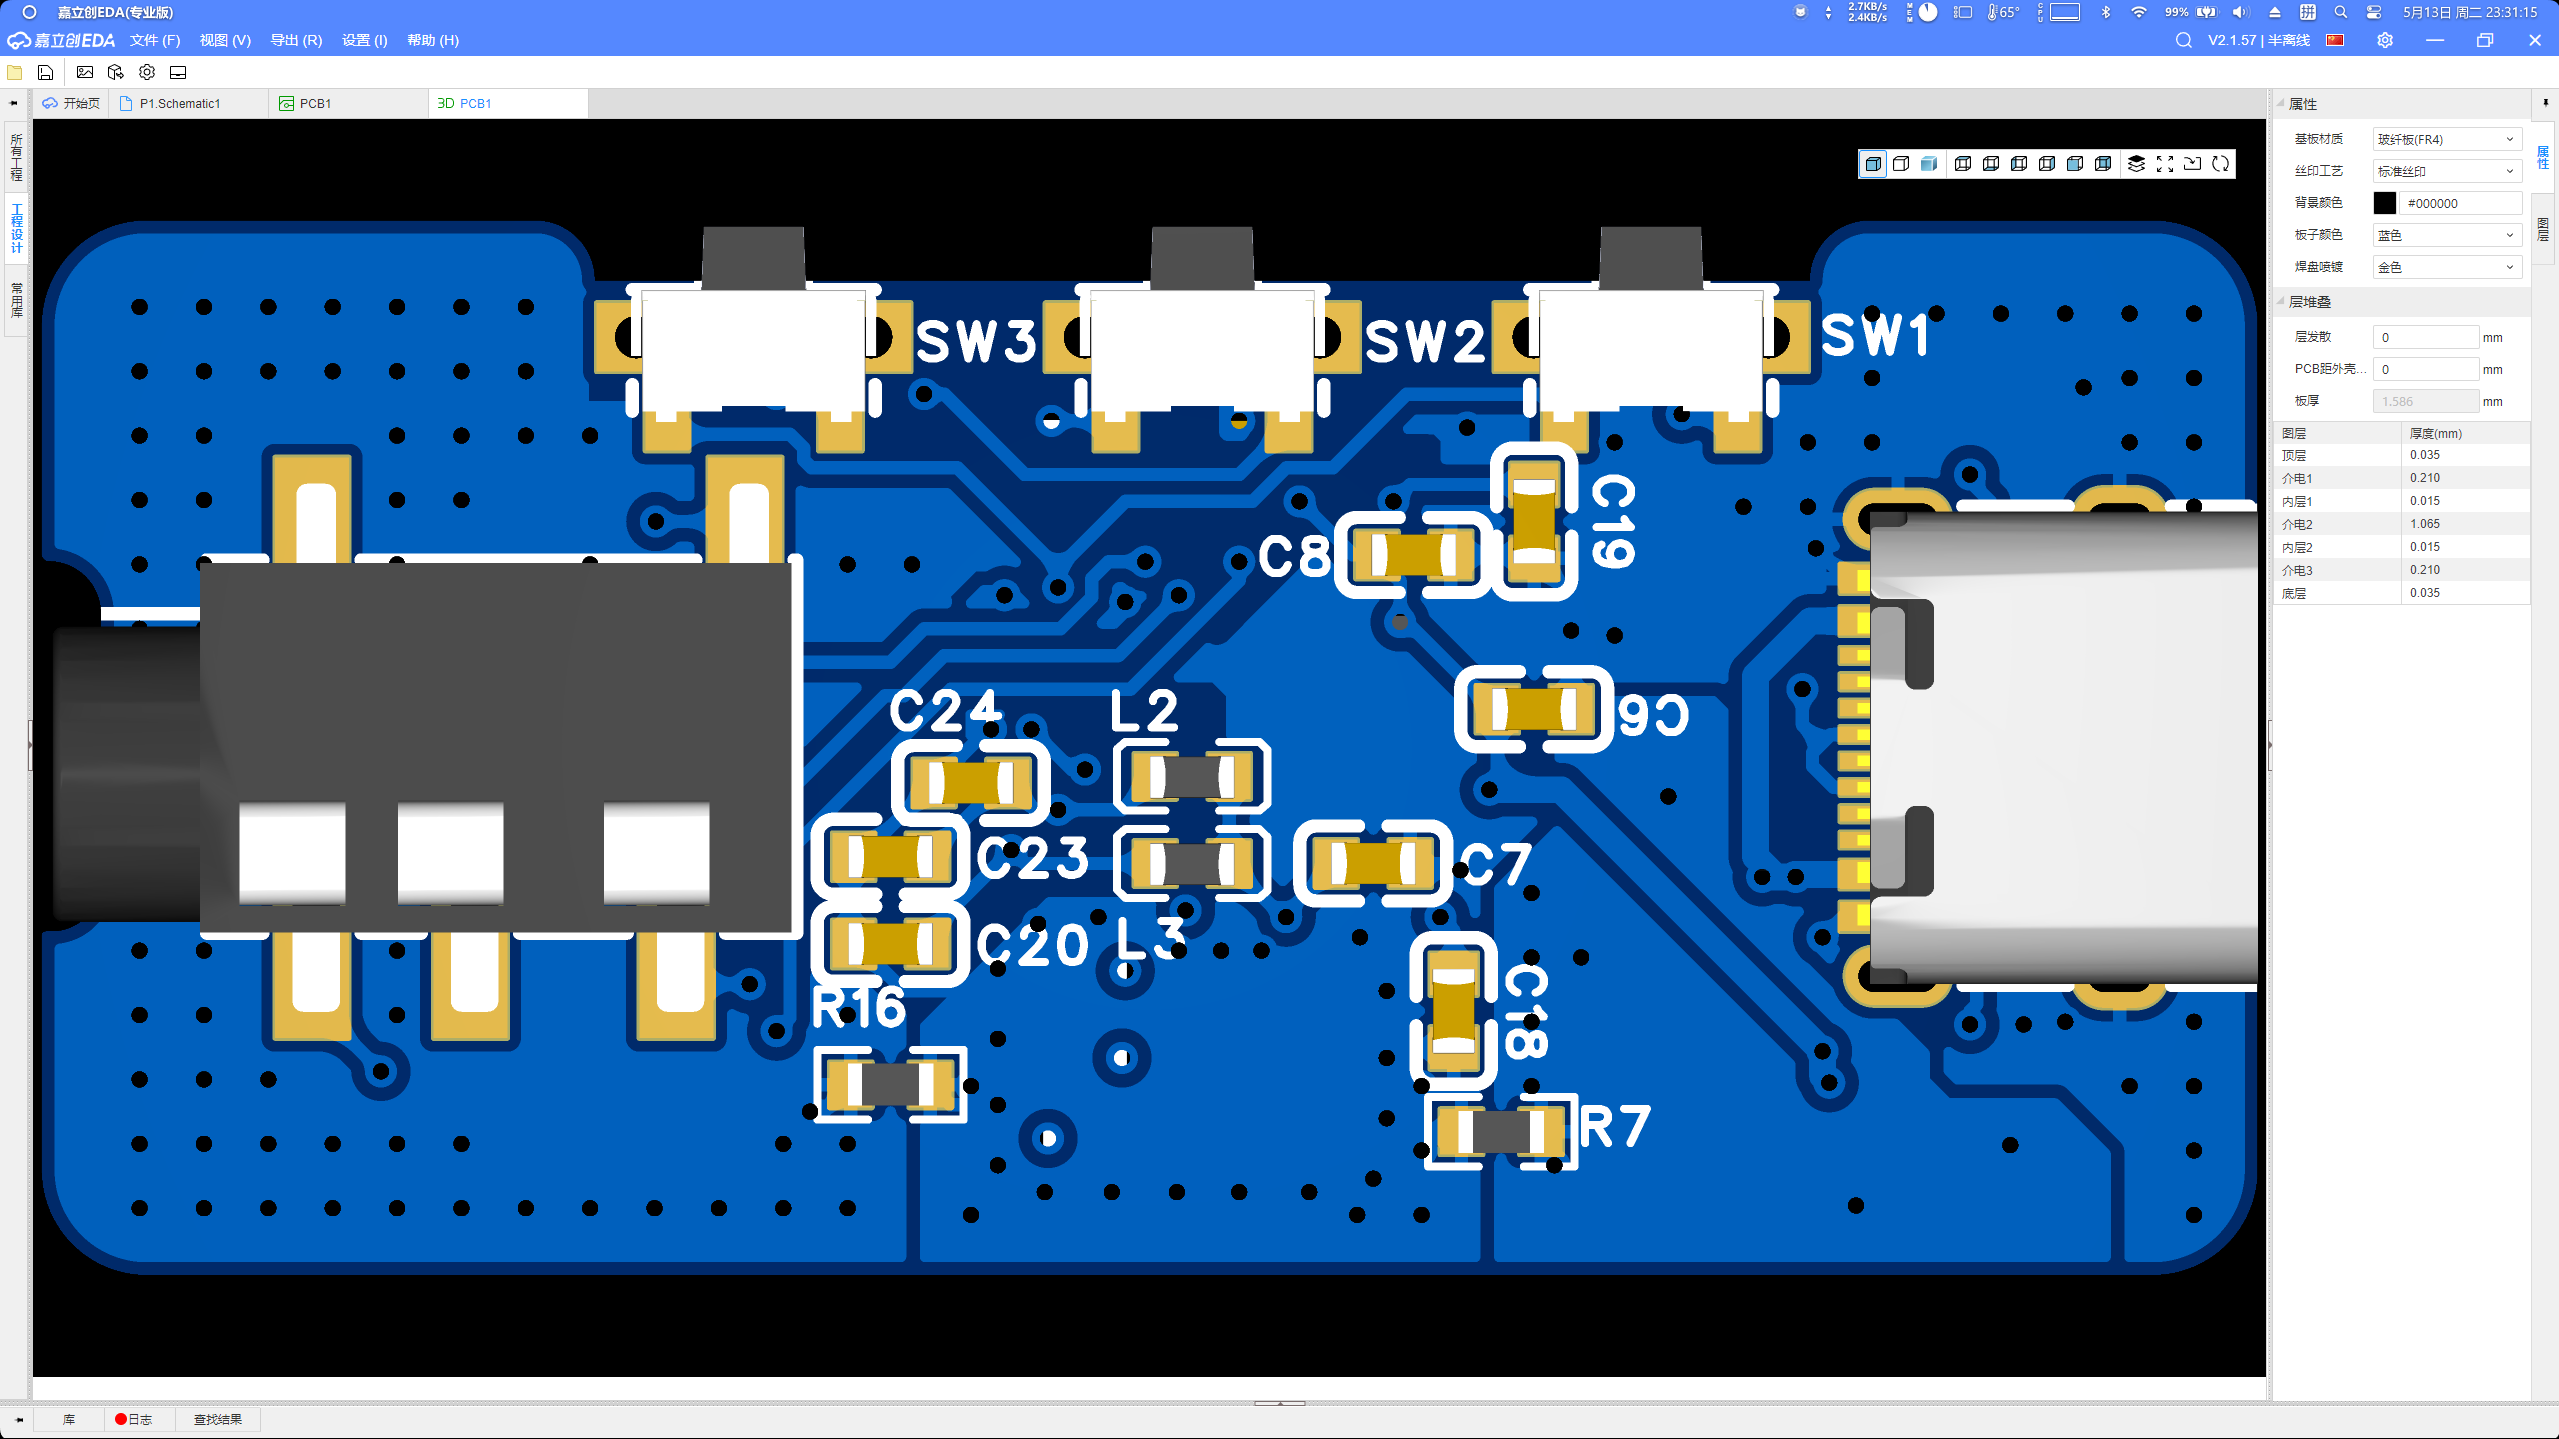 嘉立创EDA(专业版)
2.7KB/s
2.4KB/s
MEM
65°
CPU
99%
拼
5月13日 周二 23:31:15
嘉立创EDA 文件 (F) 视图 (V) 导出 (R) 设置 (I) 帮助 (H)
V2.1.57 | 半离线
开始页
P1.Schematic1
PCB1
3D PCB1
所有工程
工程设计
常用库
SW3
SW2
SW1
C8
C19
C24
L2
C9
C23
C7
C20
L3
R16
C18
R7
属性
基板材质 玻纤板(FR4)
丝印工艺 标准丝印
背景颜色 #000000
板子颜色 蓝色
焊盘喷镀 金色
层堆叠
层发散 0 mm
PCB距外壳... 0 mm
板厚 1.586 mm
图层 厚度(mm)
顶层 0.035
介电1 0.210
内层1 0.015
介电2 1.065
内层2 0.015
介电3 0.210
底层 0.035
属性
图层
库
日志
查找结果